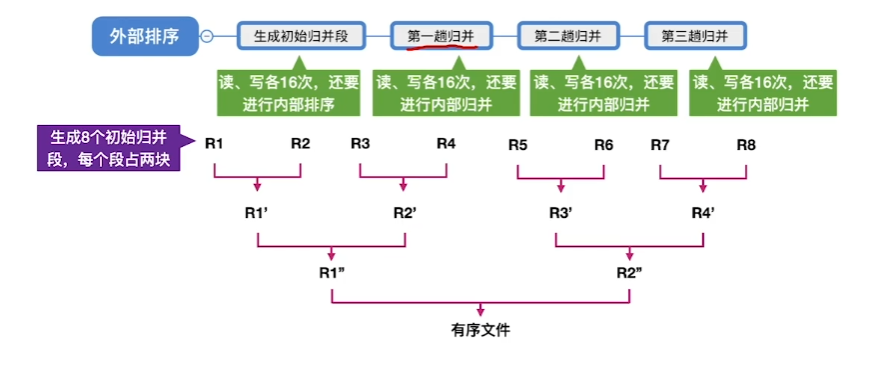 外部排序
生成初始归并段
第一趟归并
第二趟归并
第三趟归并
读、写各16次，还要
进行内部排序
读、写各16次，还要
进行内部归并
读、写各16次，还要
进行内部归并
读、写各16次，还要
进行内部归并
生成8个初始归并
段，每个段占两块
R1 R2 R3 R4 R5 R6 R7 R8
R1’ R2’ R3’ R4’
R1” R2”
有序文件